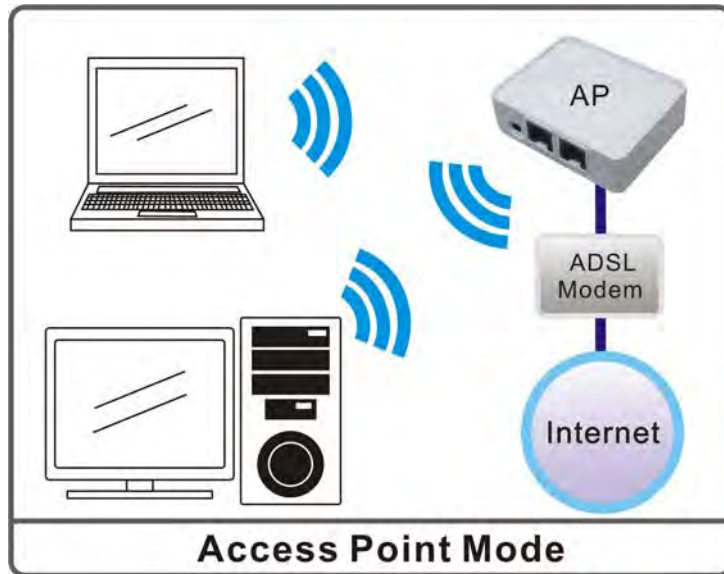 AP
ADSL
Modem
Internet
Access Point Mode